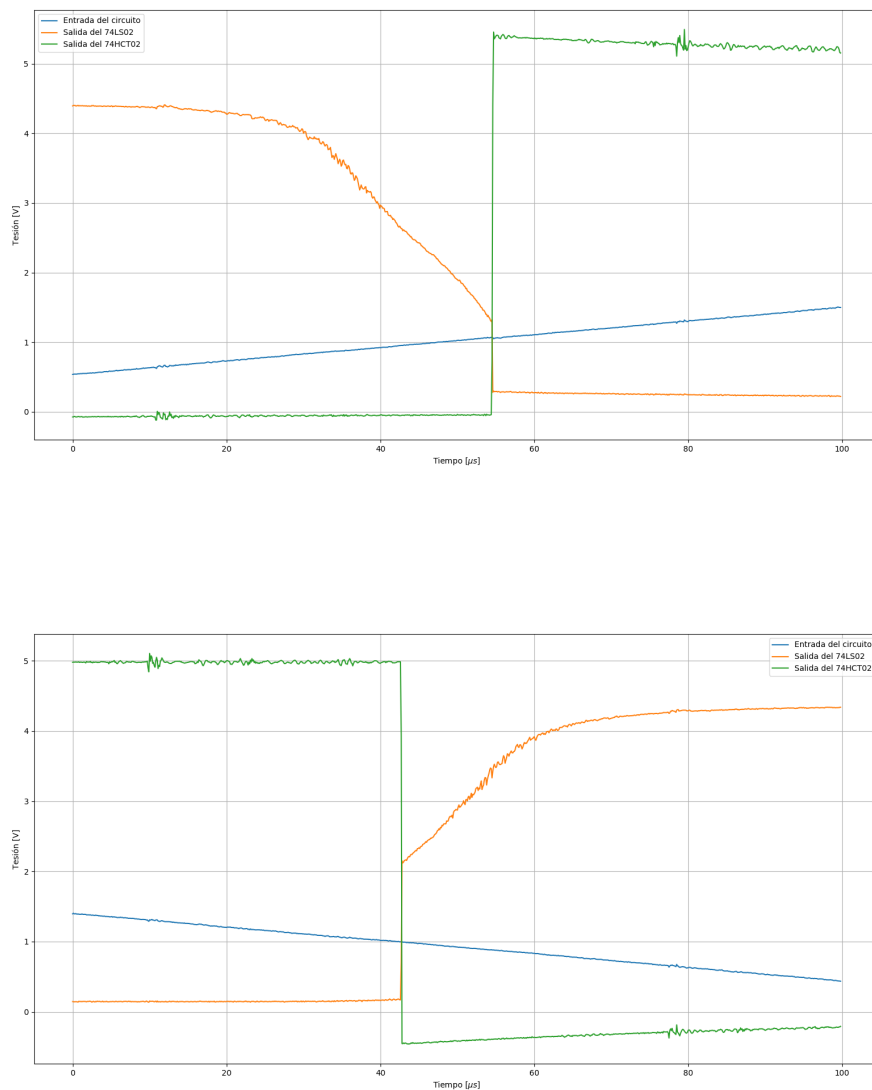 Entrada del circuito
Salida del 74LS02
Salida del 74HCT02
5
4
3
2
1
0
Tesión [V]
0 20 40 60 80 100
Tiempo [μs]
Entrada del circuito
Salida del 74LS02
Salida del 74HCT02
5
4
3
2
1
0
Tesión [V]
0 20 40 60 80 100
Tiempo [μs]